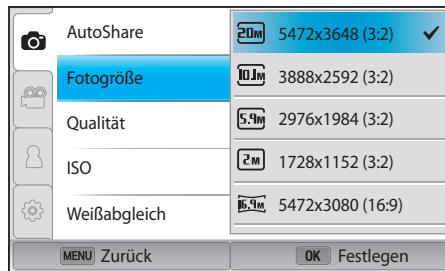 AutoShare
Fotogröße
Qualität
ISO
Weißabgleich
20M 5472x3648 (3:2)
10.1M 3888x2592 (3:2)
5.9M 2976x1984 (3:2)
2M 1728x1152 (3:2)
16.9M 5472x3080 (16:9)
MENU Zurück
OK Festlegen